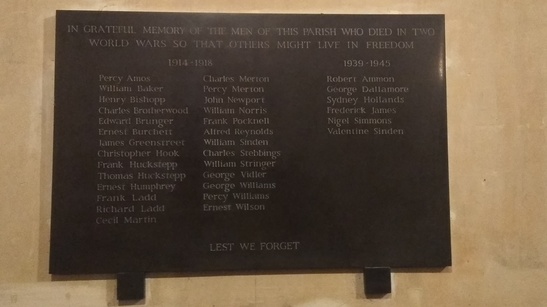 IN GRATEFUL MEMORY OF THE MEN OF THIS PARISH WHO DIED IN TWO
WORLD WARS SO THAT OTHERS MIGHT LIVE IN FREEDOM
1914-1918
Percy Amos
William Baker
Henry Bishopp
Charles Brotherwood
Edward Brunger
Ernest Burchett
James Greenstreet
Christopher Hook
Frank Huckstepp
Thomas Huckstepp
Ernest Humphrey
Frank Ladd
Richard Ladd
Cecil Martin
Charles Merton
Percy Merton
John Newport
William Norris
Frank Pocknell
Alfred Reynolds
William Sinden
Charles Stebbings
William Stringer
George Vidler
George Williams
Percy Williams
Ernest Wilson
1939-1945
Robert Ammon
George Dallamore
Sydney Hollands
Frederick James
Nigel Simmons
Valentine Sinden
LEST WE FORGET